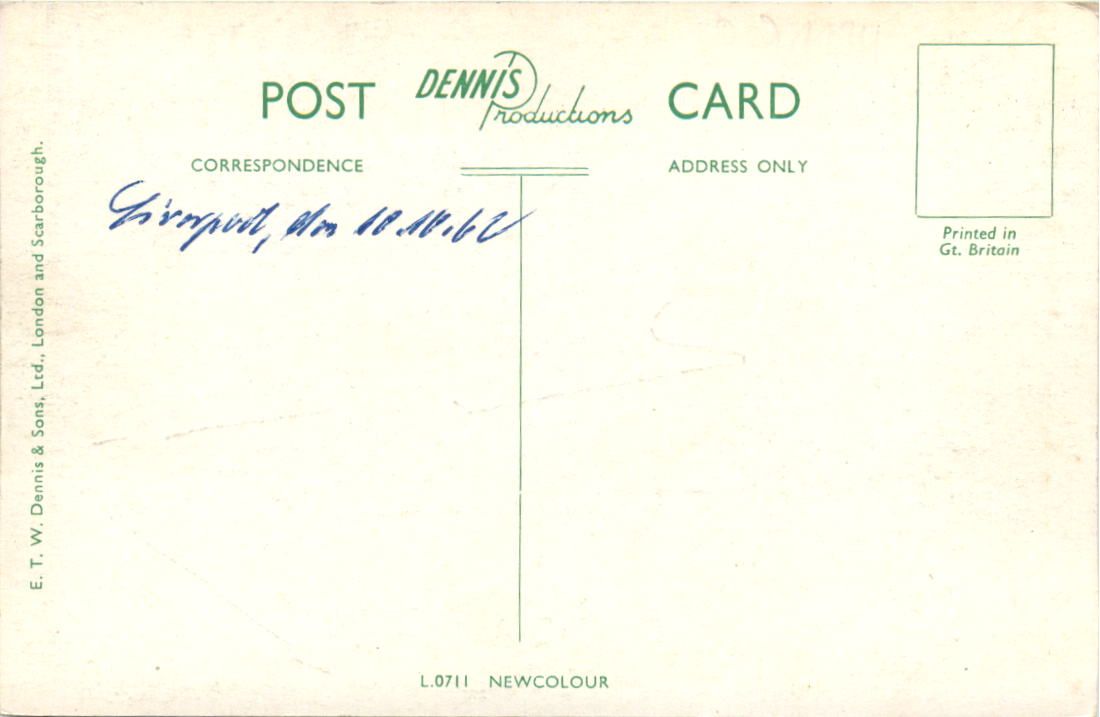 POST DENNIS Productions CARD
CORRESPONDENCE
ADDRESS ONLY
Liverpool, den 18.10.62
Printed in
Gt. Britain
E. T. W. Dennis & Sons, Ltd., London and Scarborough.
L.0711 NEWCOLOUR